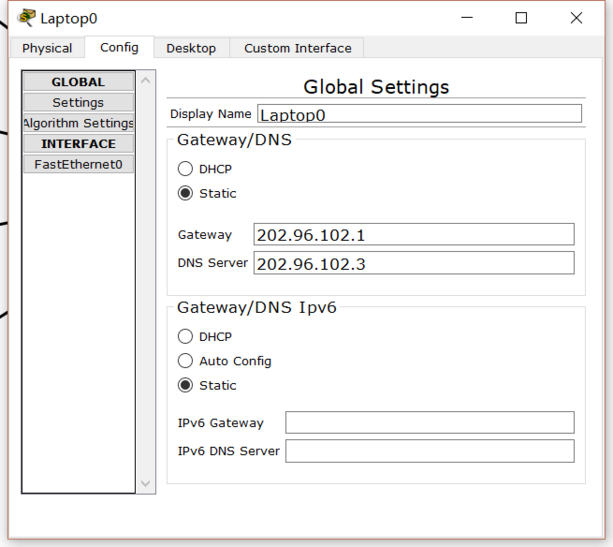 Laptop0
Physical Config Desktop Custom Interface
GLOBAL
Settings
Algorithm Settings
INTERFACE
FastEthernet0
Global Settings
Display Name Laptop0
Gateway/DNS
DHCP
Static
Gateway 202.96.102.1
DNS Server 202.96.102.3
Gateway/DNS Ipv6
DHCP
Auto Config
Static
IPv6 Gateway
IPv6 DNS Server